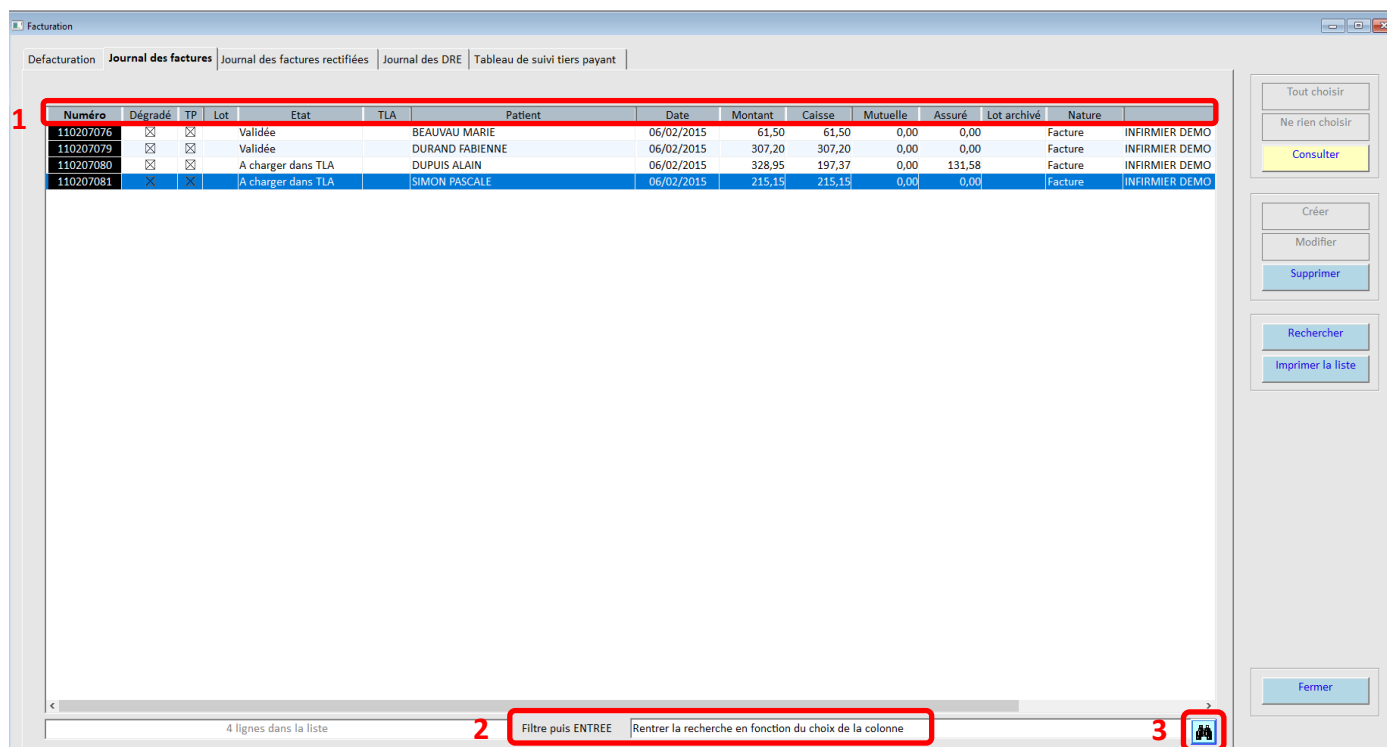 Facturation
Defacturation Journal des factures Journal des factures rectifiées Journal des DRE Tableau de suivi tiers payant
Tout choisir
1
Numéro Dégradé TP Lot Etat TLA Patient Date Montant Caisse Mutuelle Assuré Lot archivé Nature
Ne rien choisir
110207076 Validée BEAUVAU MARIE 06/02/2015 61,50 61,50 0,00 0,00 Facture INFIRMIER DEMO
110207079 Validée DURAND FABIENNE 06/02/2015 307,20 307,20 0,00 0,00 Facture INFIRMIER DEMO
Consulter
110207080 A charger dans TLA DUPUIS ALAIN 06/02/2015 328,95 197,37 0,00 131,58 Facture INFIRMIER DEMO
110207081 A charger dans TLA SIMON PASCALE 06/02/2015 215,15 215,15 0,00 0,00 Facture INFIRMIER DEMO
Créer
Modifier
Supprimer
Rechercher
Imprimer la liste
Fermer
4 lignes dans la liste 2 Filtre puis ENTREE Rentrer la recherche en fonction du choix de la colonne 3